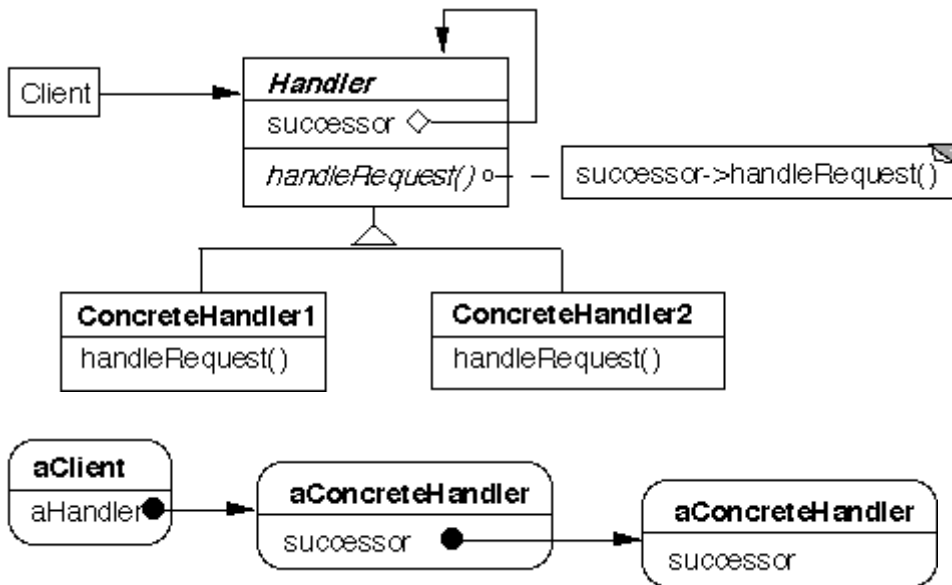 Client
Handler
successor
handleRequest()
successor->handleRequest()
ConcreteHandler1
handleRequest()
ConcreteHandler2
handleRequest()
aClient
aHandler
aConcreteHandler
successor
aConcreteHandler
successor